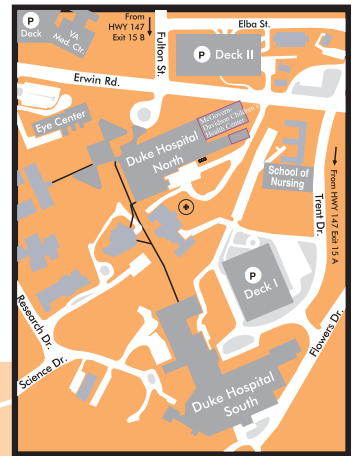 P
Deck
VA
Med. Ctr.
From
HWY 147
Exit 15 B
Fulton St.
Elba St.
P Deck II
Erwin Rd.
Eye Center
McGovern-
Davison Children's
Health Center
Duke Hospital
North
School of
Nursing
From HWY 147 Exit 15 A
Trent Dr.
P
Deck I
Research Dr.
Science Dr.
Flowers Dr.
Duke Hospital
South